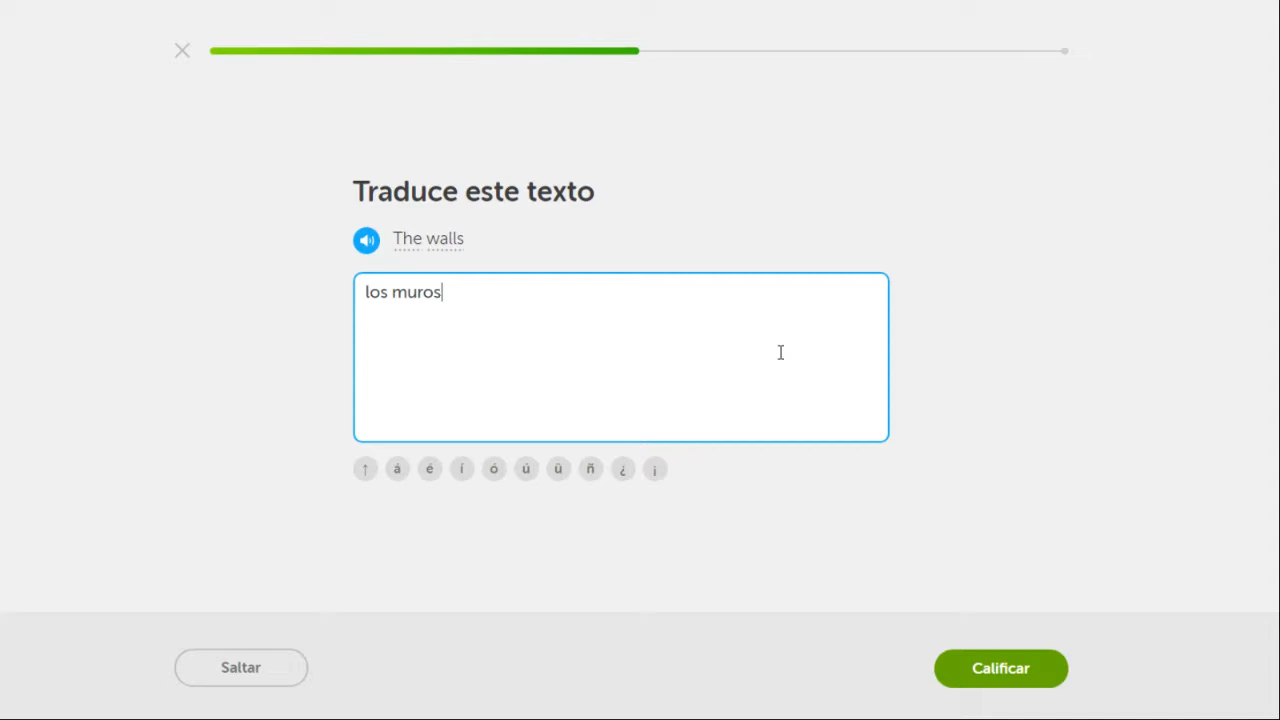 Traduce este texto
The walls
los muros
↑ á é í ó ú ü ñ ¿ ¡
Saltar
Calificar